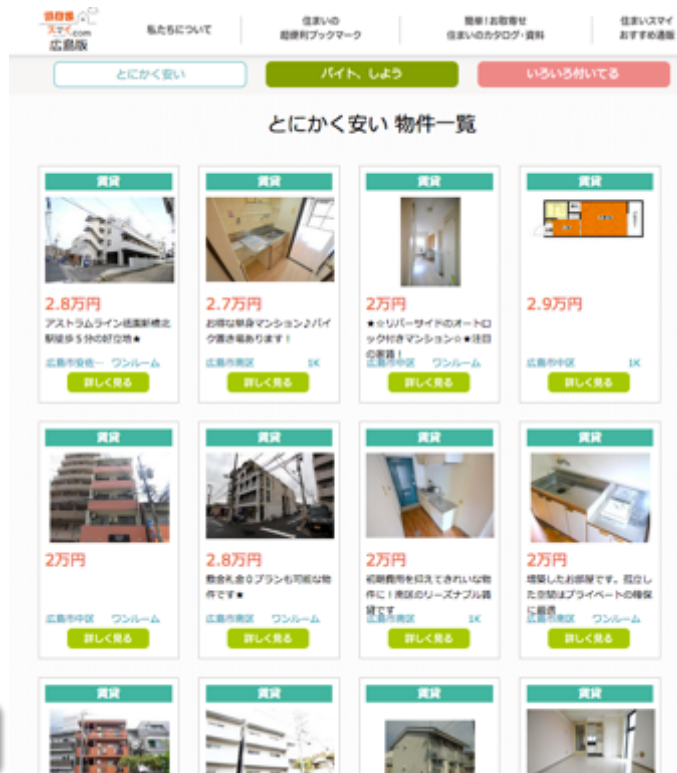 スマイ.com
広島版
私たちについて
住まいの
超便利ブックマーク
簡単！お取寄せ
住まいのカタログ・資料
住まいスマイ
おすすめ通販
とにかく安い
バイト、しよう
いろいろ付いてる
とにかく安い 物件一覧
賃貸
2.8万円
アストラムライン祇園新橋北
駅徒歩５分の好立地★
広島市安佐… ワンルーム
詳しく見る
賃貸
2.7万円
お得な単身マンション♪バイ
ク置き場あります！
広島市南区 1K
詳しく見る
賃貸
2万円
★☆リバーサイドのオートロ
ック付きマンション☆★注目
の家賃！
広島市中区 ワンルーム
詳しく見る
賃貸
2.9万円
広島市中区 1K
詳しく見る
賃貸
2万円
広島市中区 ワンルーム
詳しく見る
賃貸
2.8万円
敷金礼金０プランも可能な物
件です★
広島市南区 ワンルーム
詳しく見る
賃貸
2万円
初期費用を抑えてきれいな物
件に！南区のリーズナブル賃
貸です
広島市南区 1K
詳しく見る
賃貸
2万円
増築したお部屋です。孤立し
た空間はプライベートの確保
に最適
広島市南区 ワンルーム
詳しく見る
賃貸
賃貸
賃貸
賃貸